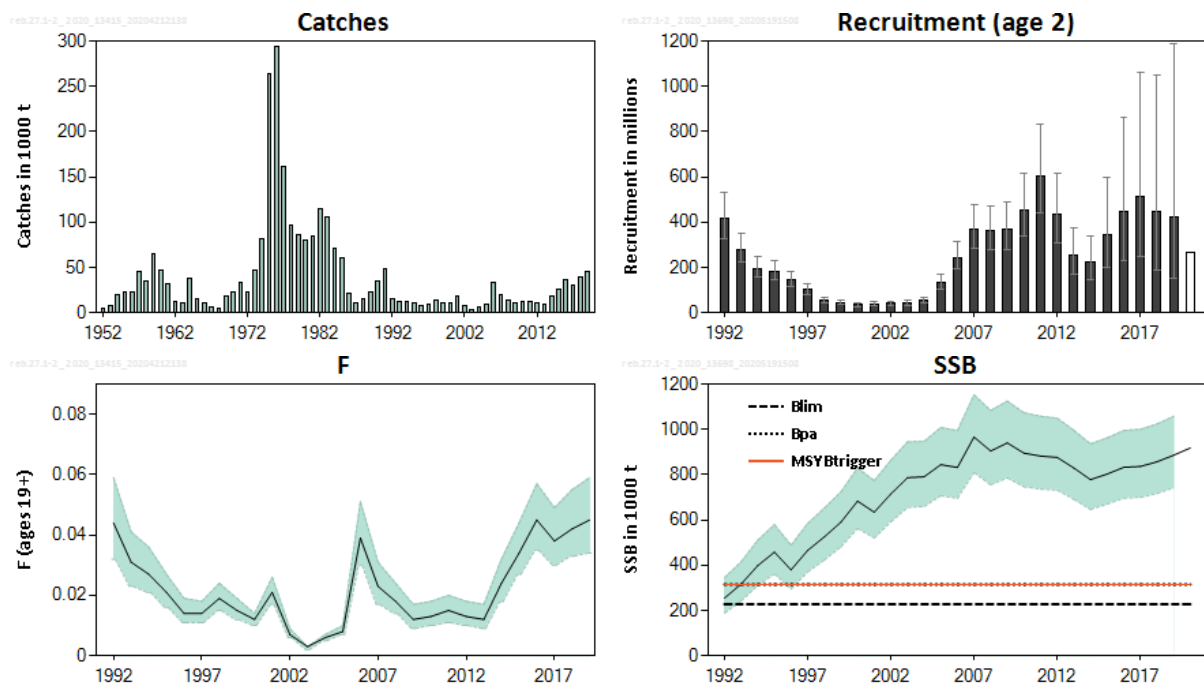 reb.27.1-2_2020_13415_20204212138
Catches
300
250
200
150
100
50
0
Catches in 1000 t
1952 1962 1972 1982 1992 2002 2012
reb.27.1-2_2020_13698_20205191508
Recruitment (age 2)
1200
1000
800
600
400
200
0
Recruitment in millions
1992 1997 2002 2007 2012 2017
reb.27.1-2_2020_13415_20204212138
F
0.08
0.06
0.04
0.02
0
F (ages 19+)
1992 1997 2002 2007 2012 2017
reb.27.1-2_2020_13698_20205191508
SSB
1200
1000
800
600
400
200
0
SSB in 1000 t
Blim
Bpa
MSYBtrigger
1992 1997 2002 2007 2012 2017